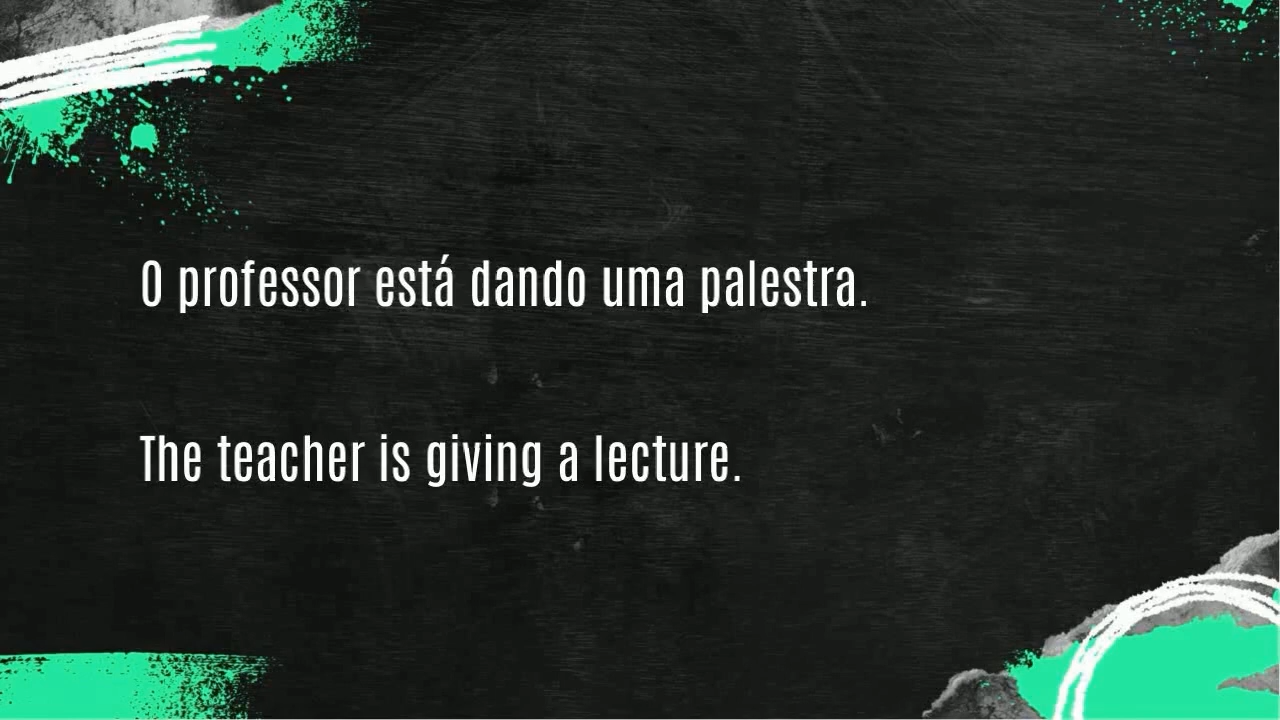 O professor está dando uma palestra.
The teacher is giving a lecture.